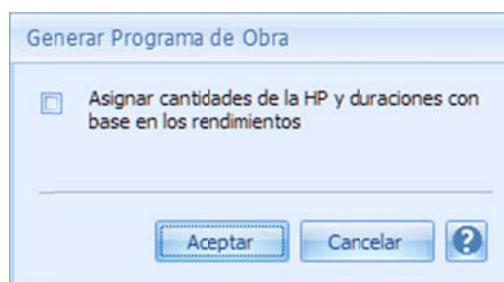 Generar Programa de Obra
Asignar cantidades de la HP y duraciones con
base en los rendimientos
Aceptar
Cancelar
?